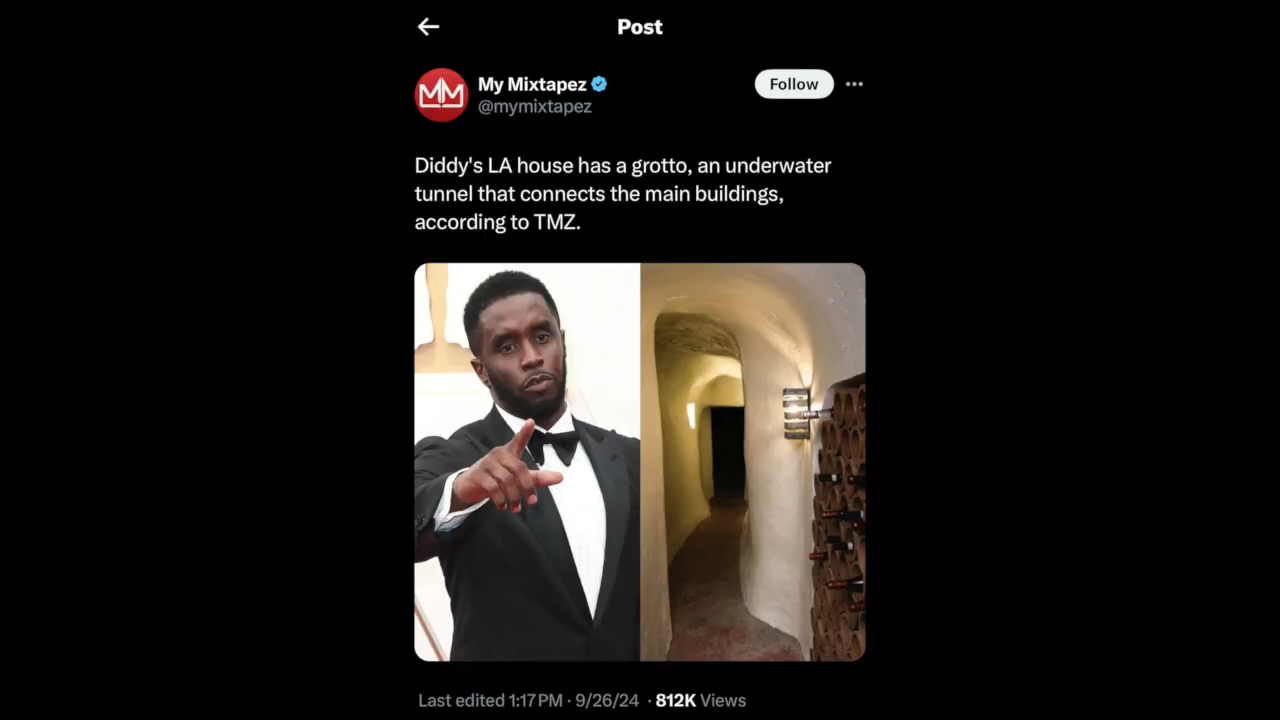 Post
My Mixtapez
@mymixtapez
Follow
Diddy's LA house has a grotto, an underwater
tunnel that connects the main buildings,
according to TMZ.
Last edited 1:17 PM · 9/26/24 · 812K Views